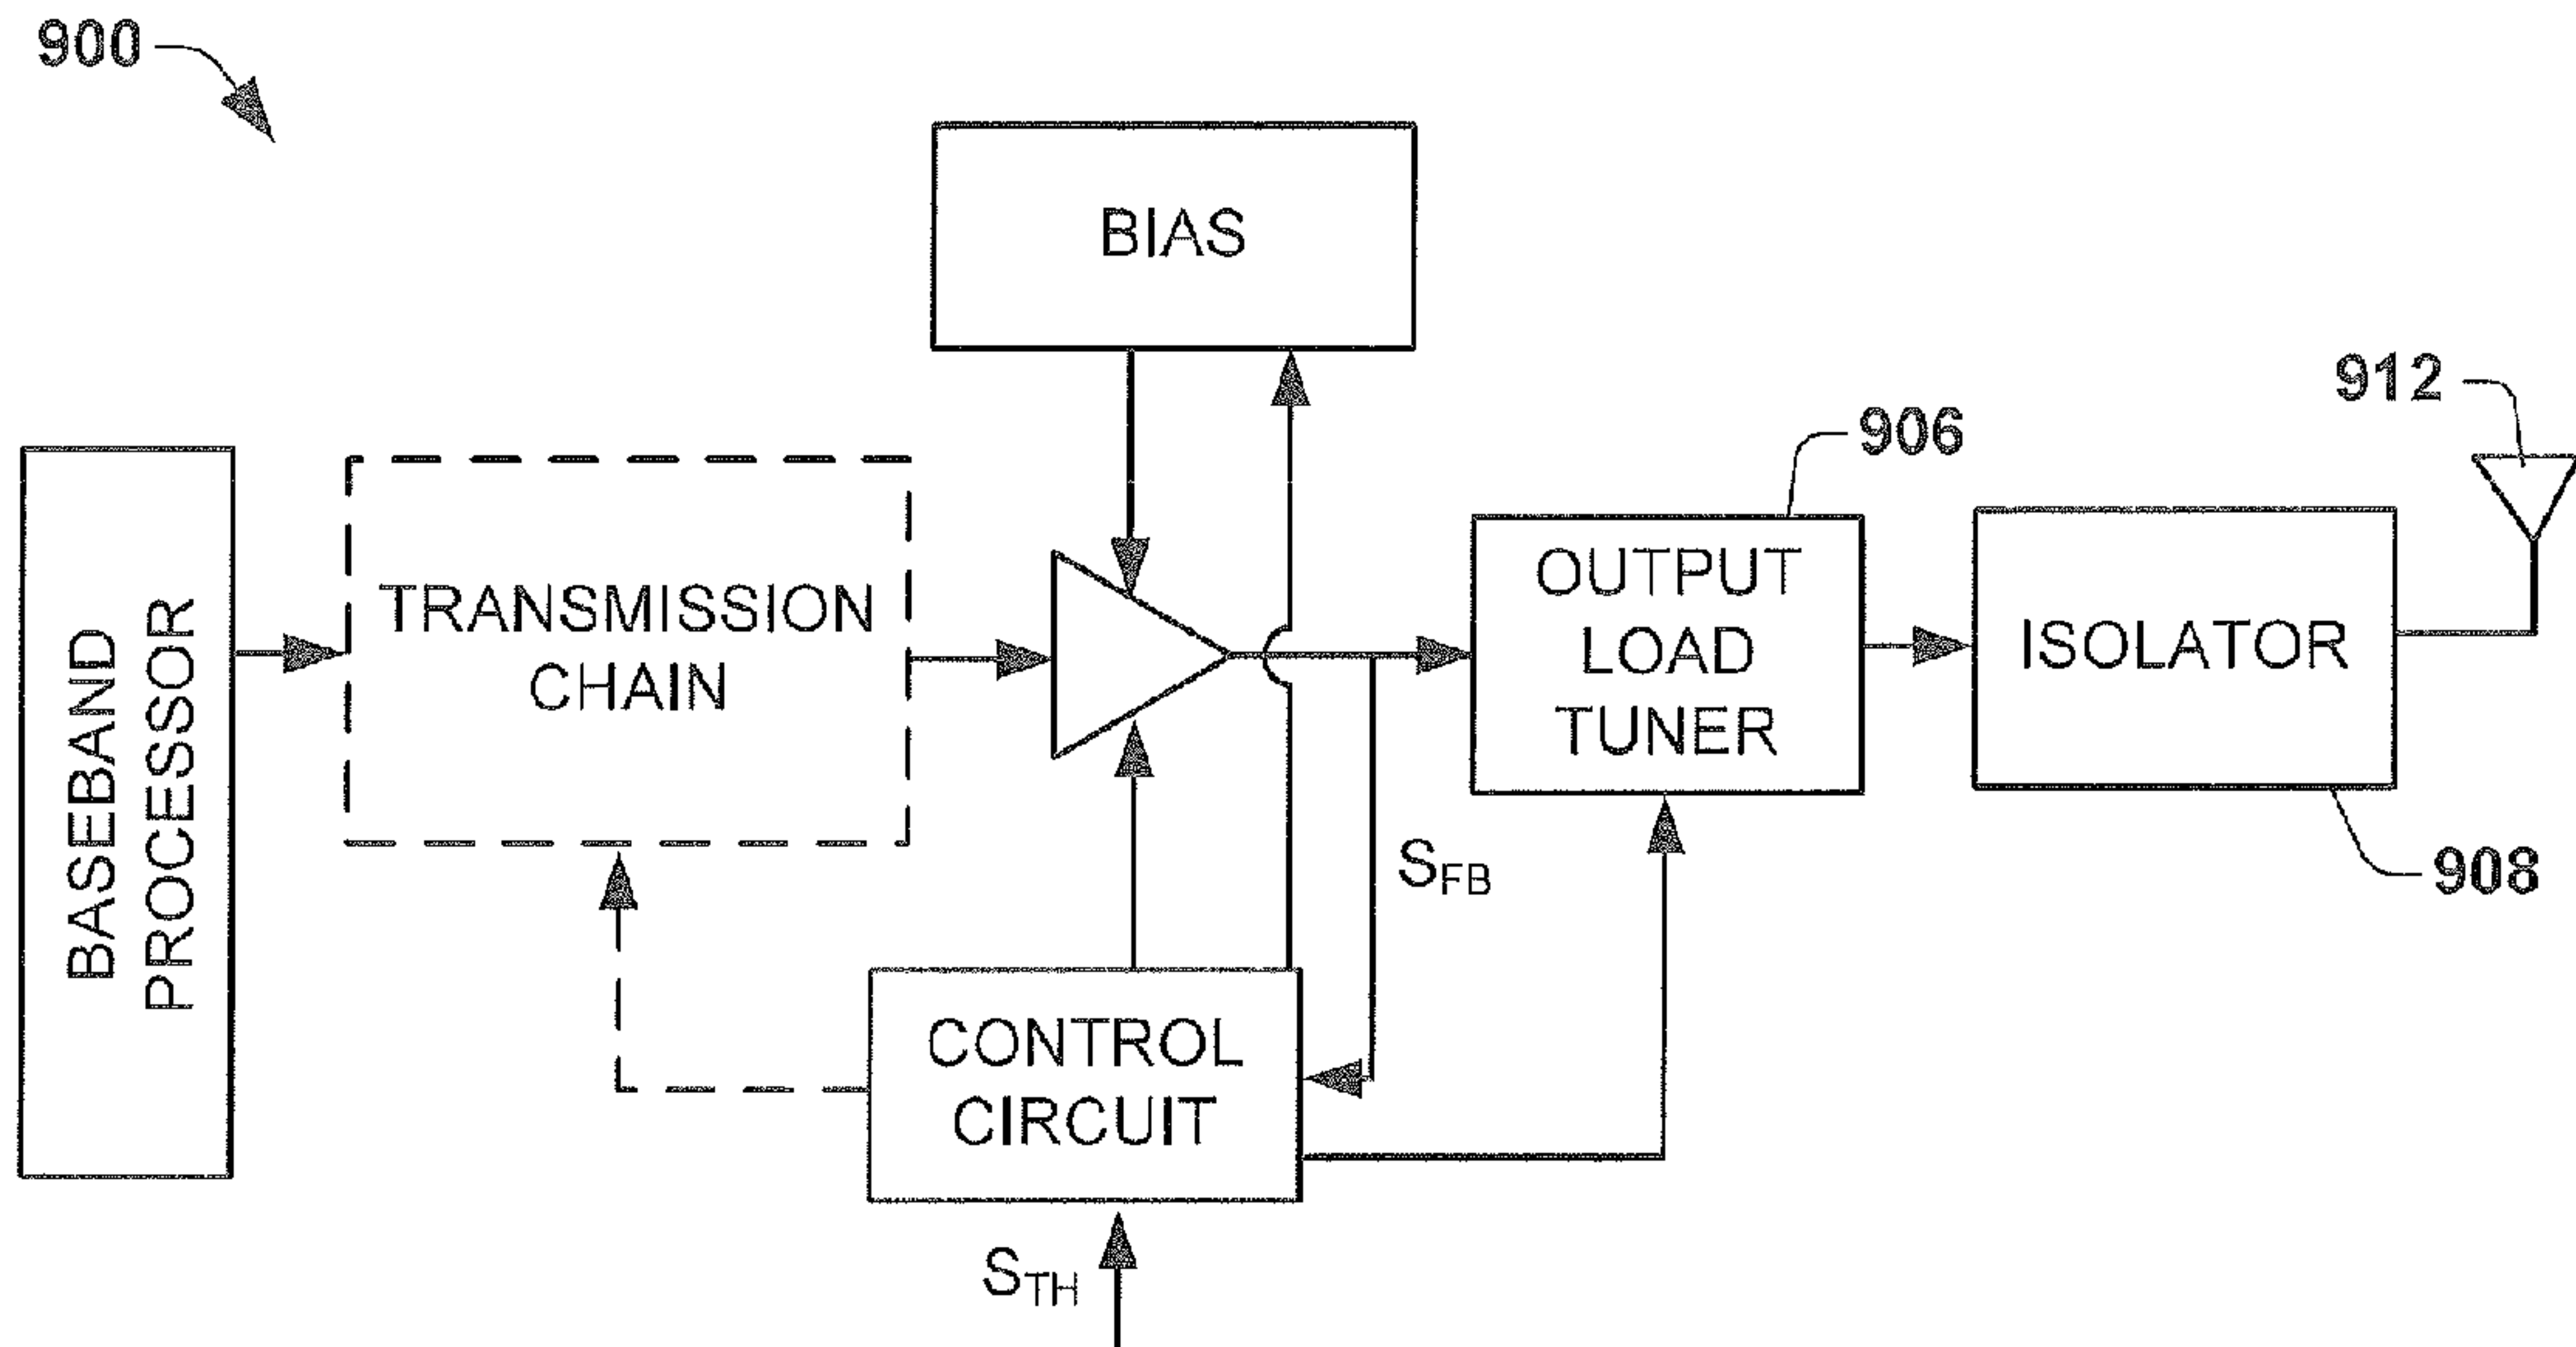 900
BIAS
912
906
BASEBAND
PROCESSOR
TRANSMISSION
CHAIN
OUTPUT
LOAD
TUNER
ISOLATOR
908
SFB
CONTROL
CIRCUIT
STH